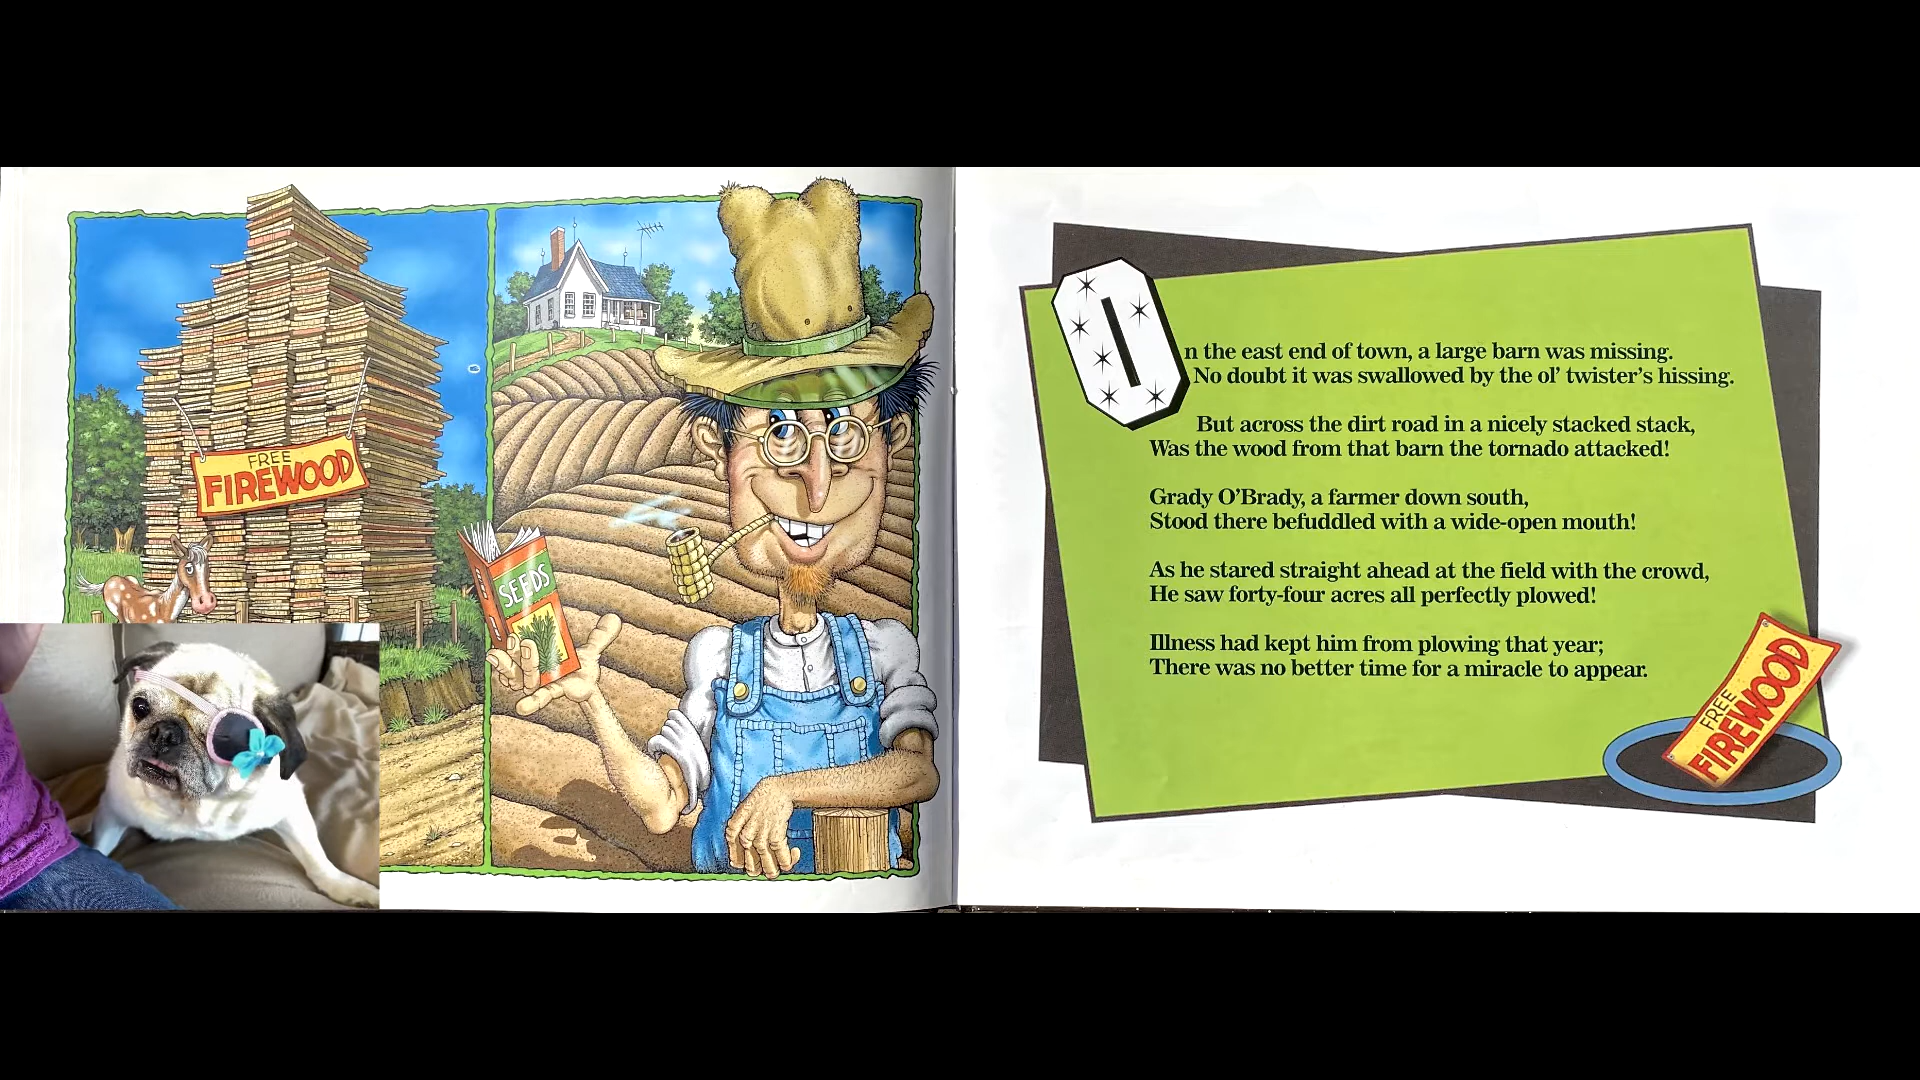 FREE
FIREWOOD
SEEDS
In the east end of town, a large barn was missing.
No doubt it was swallowed by the ol' twister's hissing.
But across the dirt road in a nicely stacked stack,
Was the wood from that barn the tornado attacked!
Grady O'Brady, a farmer down south,
Stood there befuddled with a wide-open mouth!
As he stared straight ahead at the field with the crowd,
He saw forty-four acres all perfectly plowed!
Illness had kept him from plowing that year;
There was no better time for a miracle to appear.
FREE
FIREWOOD